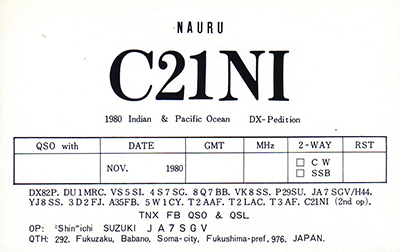 NAURU
C21NI
1980 Indian & Pacific Ocean DX-Pedition
QSO with DATE GMT MHz 2-WAY RST
NOV. 1980 □ CW
□ SSB
DX82P. DU1MRC. VS5SI. 4S7SG. 8Q7BB. VK8SS. P29SU. JA7SGV/H44.
YJ8SS. 3D2FJ. A35FB. 5W1CY. T2AAF. T2LAC. T3AF. C21NI (2nd op).
TNX FB QSO & QSL
OP: "Shin"ichi SUZUKI JA7SGV
QTH: 292. Fukuzaku, Babano, Soma-city, Fukushima-pref. 976. JAPAN.